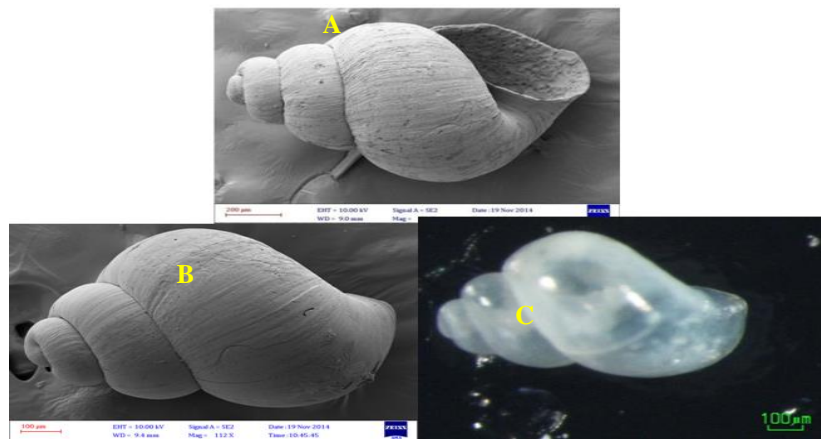 A
200 µm
EHT = 10.00 kV Signal A = SE2 Date :19 Nov 2014
WD = 9.0 mm Mag =
ZEISS
B
100 µm
EHT = 10.00 kV Signal A = SE2 Date :19 Nov 2014
WD = 9.4 mm Mag = 112 X Time :10:45:45
ZEISS
C
100µm